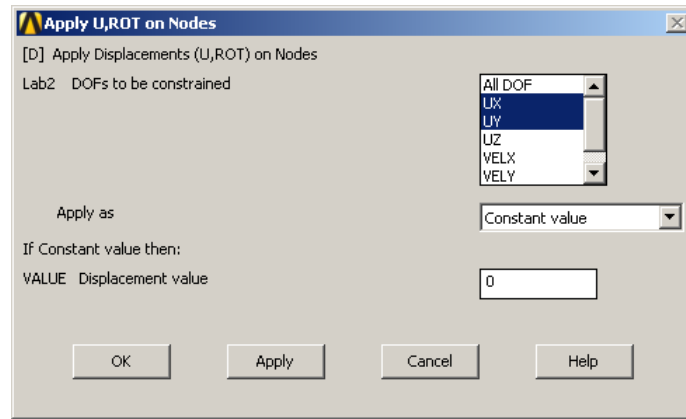 Apply U,ROT on Nodes
[D] Apply Displacements (U,ROT) on Nodes
Lab2 DOFs to be constrained
All DOF
UX
UY
UZ
VELX
VELY
Apply as
Constant value
If Constant value then:
VALUE Displacement value
0
OK Apply Cancel Help